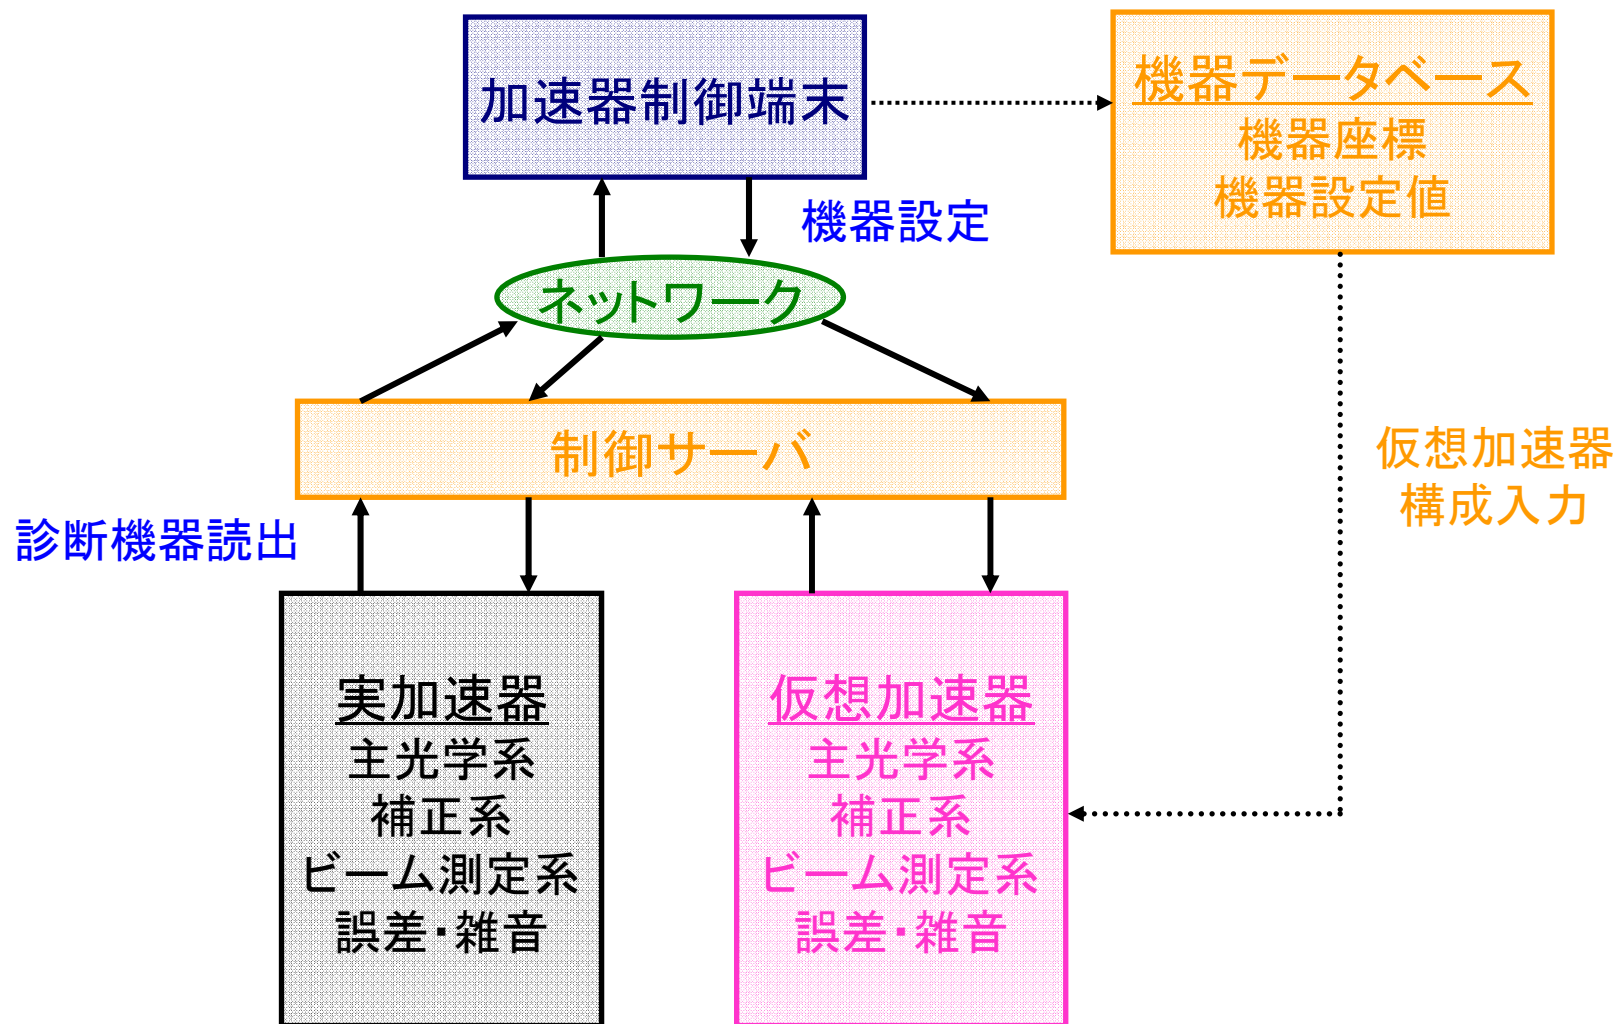 加速器制御端末
機器データベース
機器座標
機器設定値
機器設定
ネットワーク
制御サーバ
仮想加速器
構成入力
診断機器読出
実加速器
主光学系
補正系
ビーム測定系
誤差・雑音
仮想加速器
主光学系
補正系
ビーム測定系
誤差・雑音